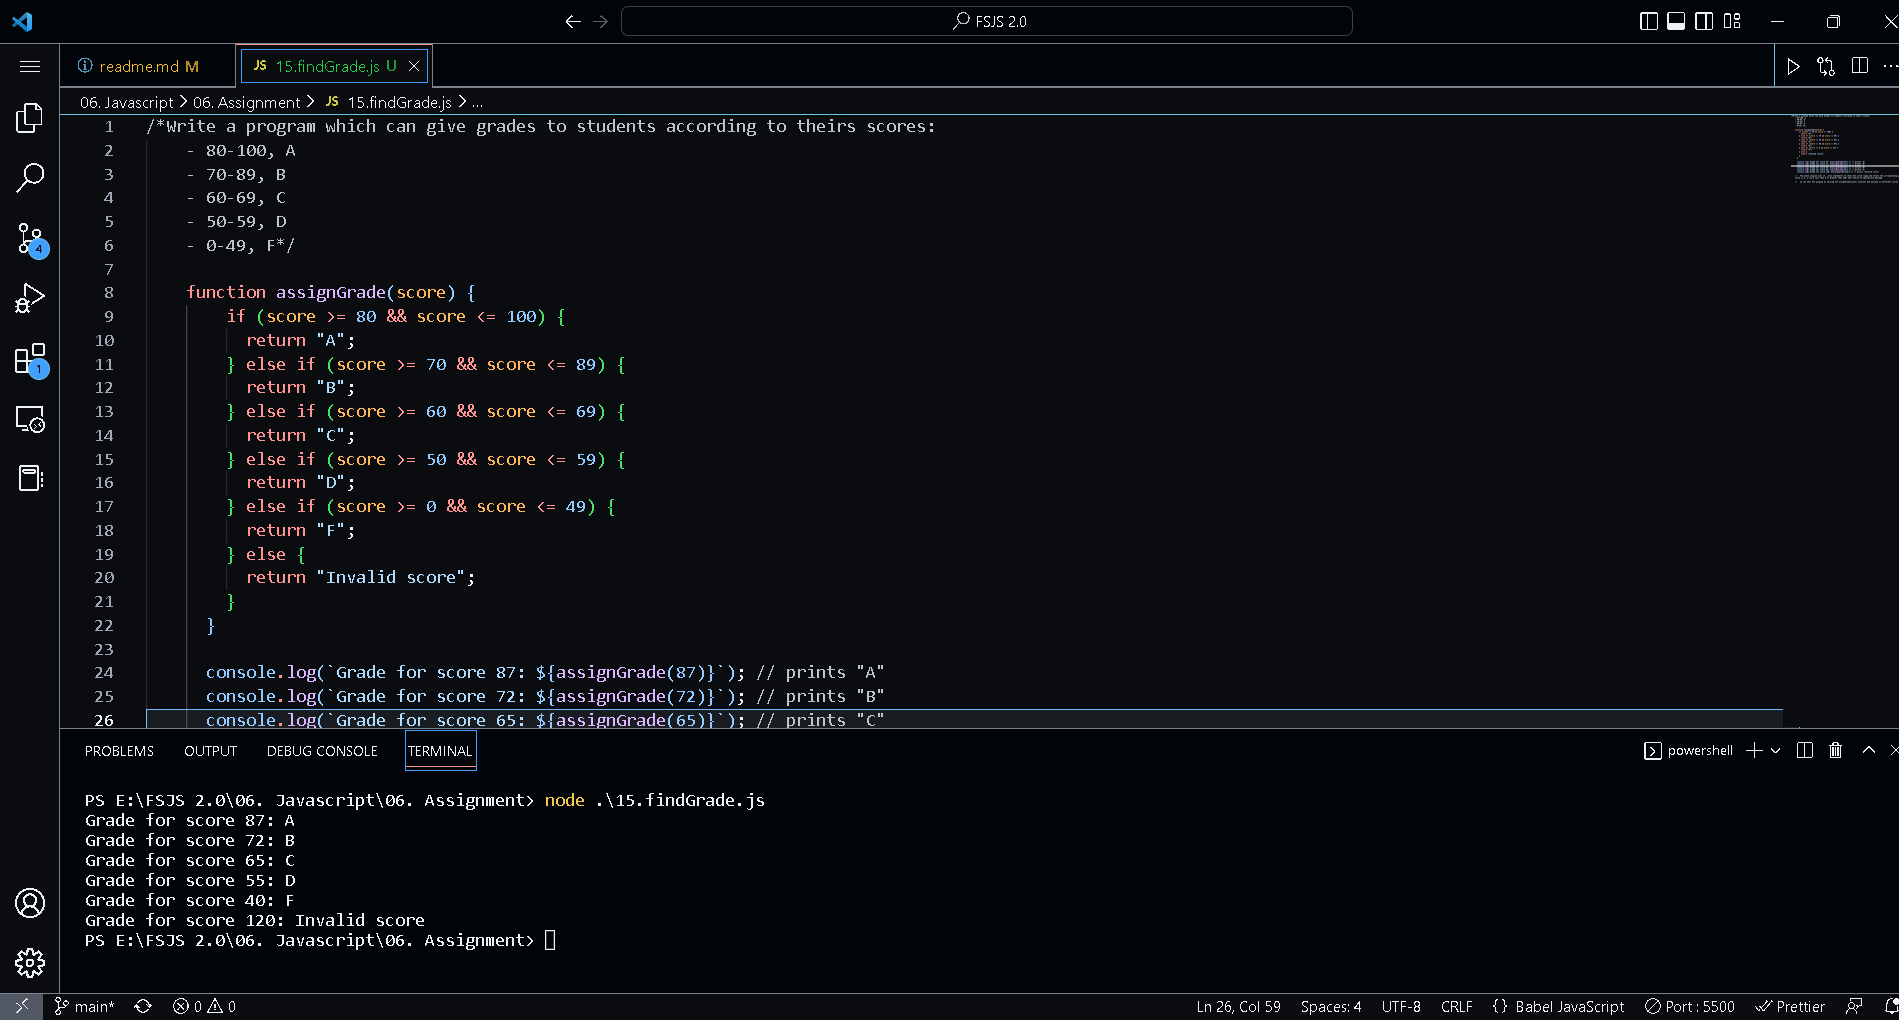 FSJS 2.0
readme.md M
JS 15.findGrade.js U
06. Javascript > 06. Assignment > JS 15.findGrade.js > ...
1 /*Write a program which can give grades to students according to theirs scores:
2 - 80-100, A
3 - 70-89, B
4 - 60-69, C
5 - 50-59, D
6 - 0-49, F*/
7
8 function assignGrade(score) {
9 if (score >= 80 && score <= 100) {
10 return "A";
11 } else if (score >= 70 && score <= 89) {
12 return "B";
13 } else if (score >= 60 && score <= 69) {
14 return "C";
15 } else if (score >= 50 && score <= 59) {
16 return "D";
17 } else if (score >= 0 && score <= 49) {
18 return "F";
19 } else {
20 return "Invalid score";
21 }
22 }
23
24 console.log(`Grade for score 87: ${assignGrade(87)}`); // prints "A"
25 console.log(`Grade for score 72: ${assignGrade(72)}`); // prints "B"
26 console.log(`Grade for score 65: ${assignGrade(65)}`); // prints "C"
4
1
PROBLEMS OUTPUT DEBUG CONSOLE TERMINAL powershell
PS E:\FSJS 2.0\06. Javascript\06. Assignment> node .\15.findGrade.js
Grade for score 87: A
Grade for score 72: B
Grade for score 65: C
Grade for score 55: D
Grade for score 40: F
Grade for score 120: Invalid score
PS E:\FSJS 2.0\06. Javascript\06. Assignment>
main* 0 0 Ln 26, Col 59 Spaces: 4 UTF-8 CRLF {} Babel JavaScript Port : 5500 Prettier